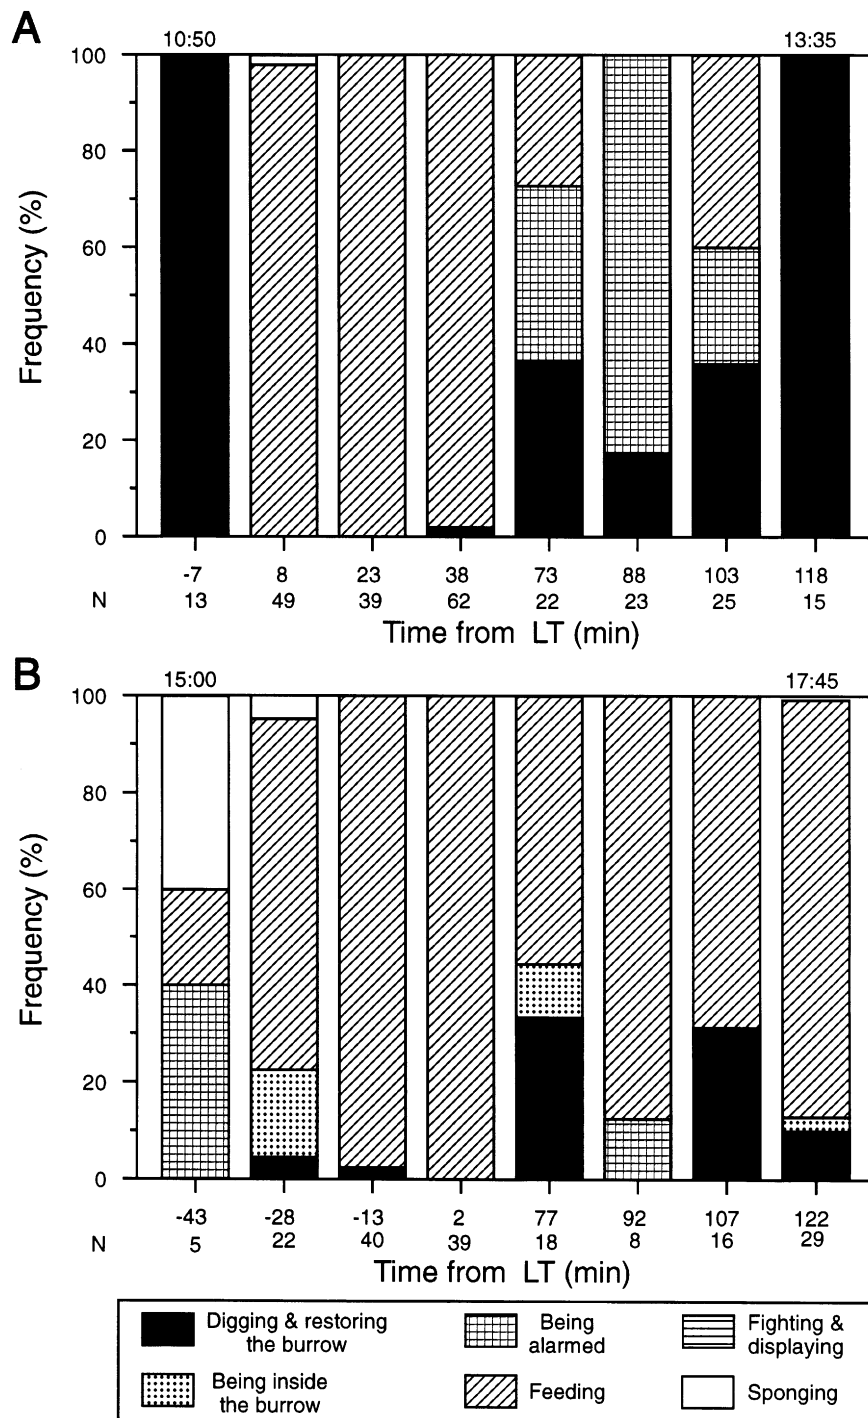 A
10:50 13:35
100
80
60
40
20
0
Frequency (%)
-7 8 23 38 73 88 103 118
N 13 49 39 62 22 23 25 15
Time from LT (min)
B
15:00 17:45
100
80
60
40
20
0
Frequency (%)
-43 -28 -13 2 77 92 107 122
N 5 22 40 39 18 8 16 29
Time from LT (min)
Digging & restoring
the burrow
Being
alarmed
Fighting &
displaying
Being inside
the burrow
Feeding
Sponging